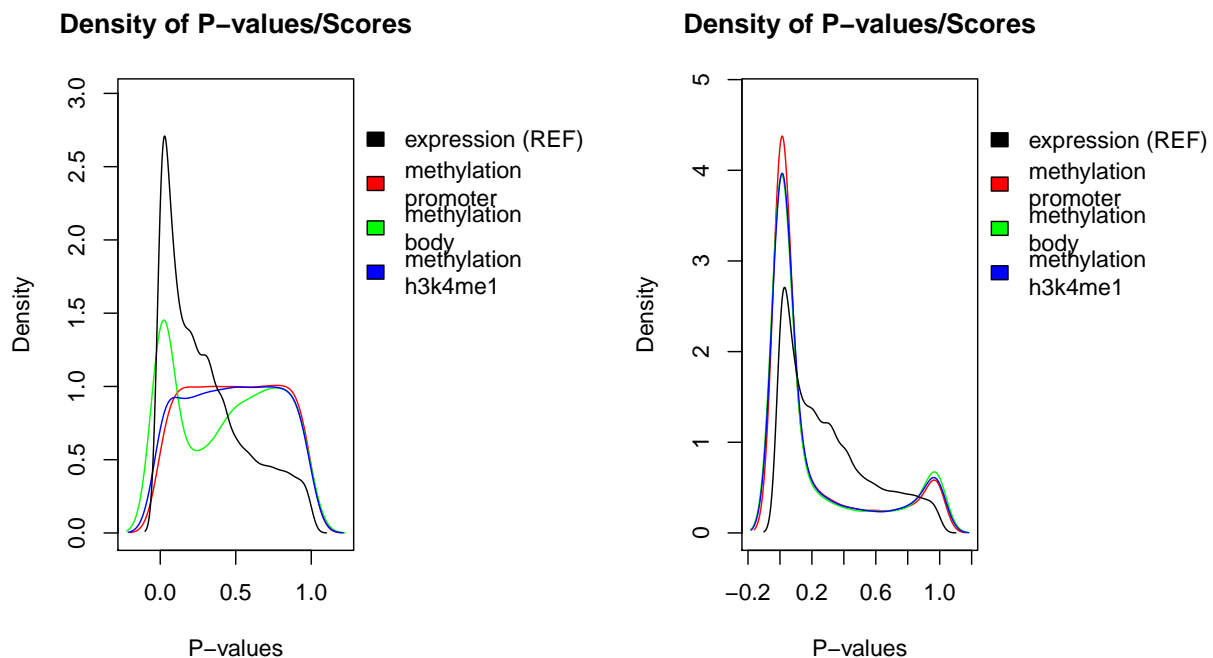 Density of P−values/Scores
3.0
2.5
2.0
1.5
1.0
0.5
0.0
Density
0.0 0.5 1.0
P−values
expression (REF)
methylation
promoter
methylation
body
methylation
h3k4me1
Density of P−values/Scores
5
4
3
2
1
0
Density
−0.2 0.2 0.6 1.0
P−values
expression (REF)
methylation
promoter
methylation
body
methylation
h3k4me1